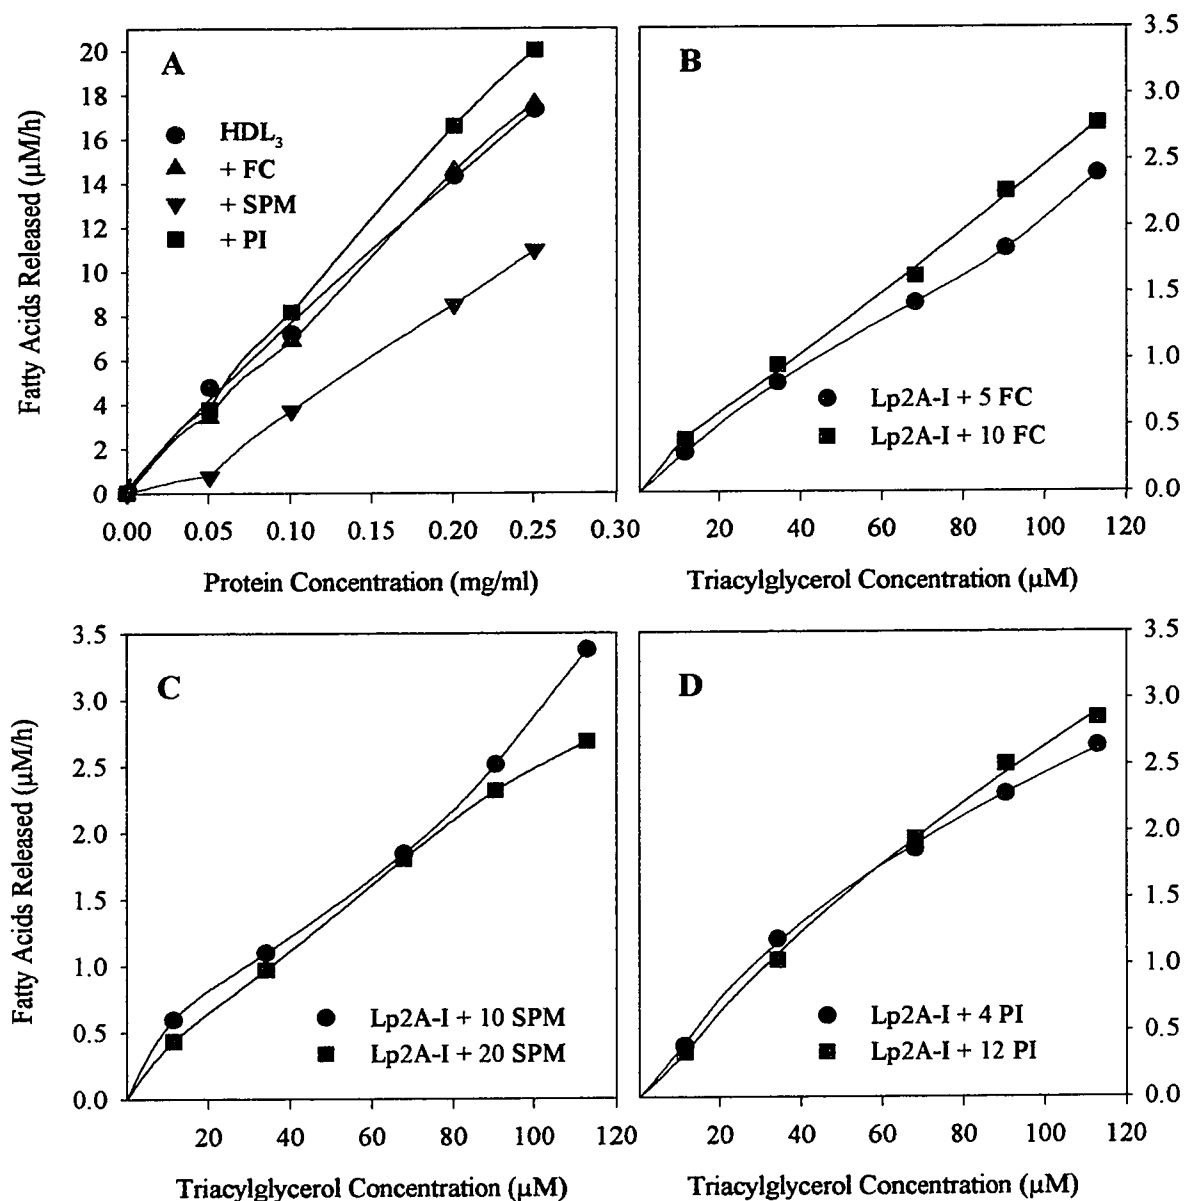 A
HDL₃
+ FC
+ SPM
+ PI
Fatty Acids Released (µM/h)
20
18
16
14
12
10
8
6
4
2
0
0.00 0.05 0.10 0.15 0.20 0.25 0.30
Protein Concentration (mg/ml)
B
Lp2A-I + 5 FC
Lp2A-I + 10 FC
3.5
3.0
2.5
2.0
1.5
1.0
0.5
0.0
20 40 60 80 100 120
Triacylglycerol Concentration (µM)
C
Lp2A-I + 10 SPM
Lp2A-I + 20 SPM
Fatty Acids Released (µM/h)
3.5
3.0
2.5
2.0
1.5
1.0
0.5
0.0
20 40 60 80 100
Triacylglycerol Concentration (µM)
D
Lp2A-I + 4 PI
Lp2A-I + 12 PI
3.5
3.0
2.5
2.0
1.5
1.0
0.5
0.0
20 40 60 80 100 120
Triacylglycerol Concentration (µM)